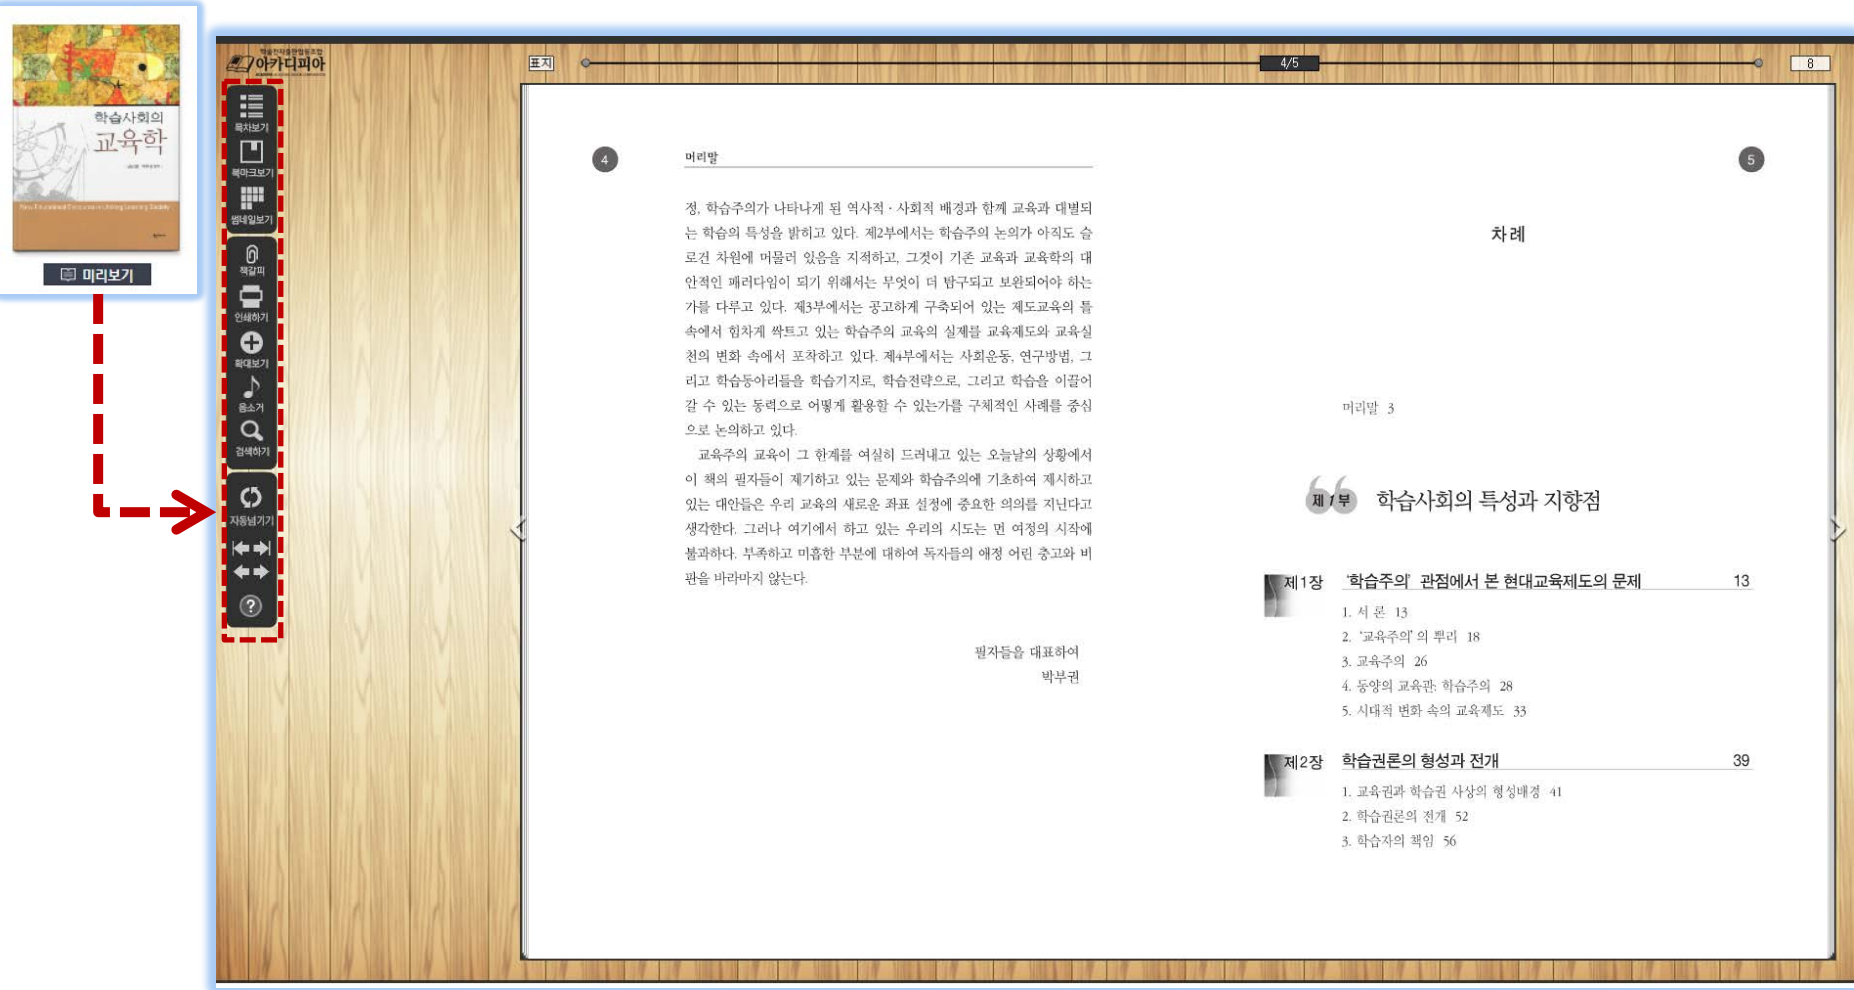 학습사회의
교육학
미리보기
학술전자출판협동조합
아카디피아
목차보기
북마크보기
썸네일보기
책갈피
인쇄하기
확대보기
음소거
검색하기
자동넘기기
?
표지
4/5
8
4
머리말
정, 학습주의가 나타나게 된 역사적·사회적 배경과 함께 교육과 대별되
는 학습의 특성을 밝히고 있다. 제2부에서는 학습주의 논의가 아직도 슬
로건 차원에 머물러 있음을 지적하고, 그것이 기존 교육과 교육학의 대
안적인 패러다임이 되기 위해서는 무엇이 더 탐구되고 보완되어야 하는
가를 다루고 있다. 제3부에서는 공고하게 구축되어 있는 제도교육의 틀
속에서 힘차게 싹트고 있는 학습주의 교육의 실제를 교육제도와 교육실
천의 변화 속에서 포착하고 있다. 제4부에서는 사회운동, 연구방법, 그
리고 학습동아리들을 학습기지로, 학습전략으로, 그리고 학습을 이끌어
갈 수 있는 동력으로 어떻게 활용할 수 있는가를 구체적인 사례를 중심
으로 논의하고 있다.
교육주의 교육이 그 한계를 여실히 드러내고 있는 오늘날의 상황에서
이 책의 필자들이 제기하고 있는 문제와 학습주의에 기초하여 제시하고
있는 대안들은 우리 교육의 새로운 좌표 설정에 중요한 의의를 지닌다고
생각한다. 그러나 여기에서 하고 있는 우리의 시도는 먼 여정의 시작에
불과하다. 부족하고 미흡한 부분에 대하여 독자들의 애정 어린 충고와 비
판을 바라마지 않는다.
필자들을 대표하여
박부권
5
차례
머리말 3
제1부 학습사회의 특성과 지향점
제1장 '학습주의' 관점에서 본 현대교육제도의 문제 13
1. 서론 13
2. '교육주의'의 뿌리 18
3. 교육주의 26
4. 동양의 교육관: 학습주의 28
5. 시대적 변화 속의 교육제도 33
제2장 학습권론의 형성과 전개 39
1. 교육권과 학습권 사상의 형성배경 41
2. 학습권론의 전개 52
3. 학습자의 책임 56